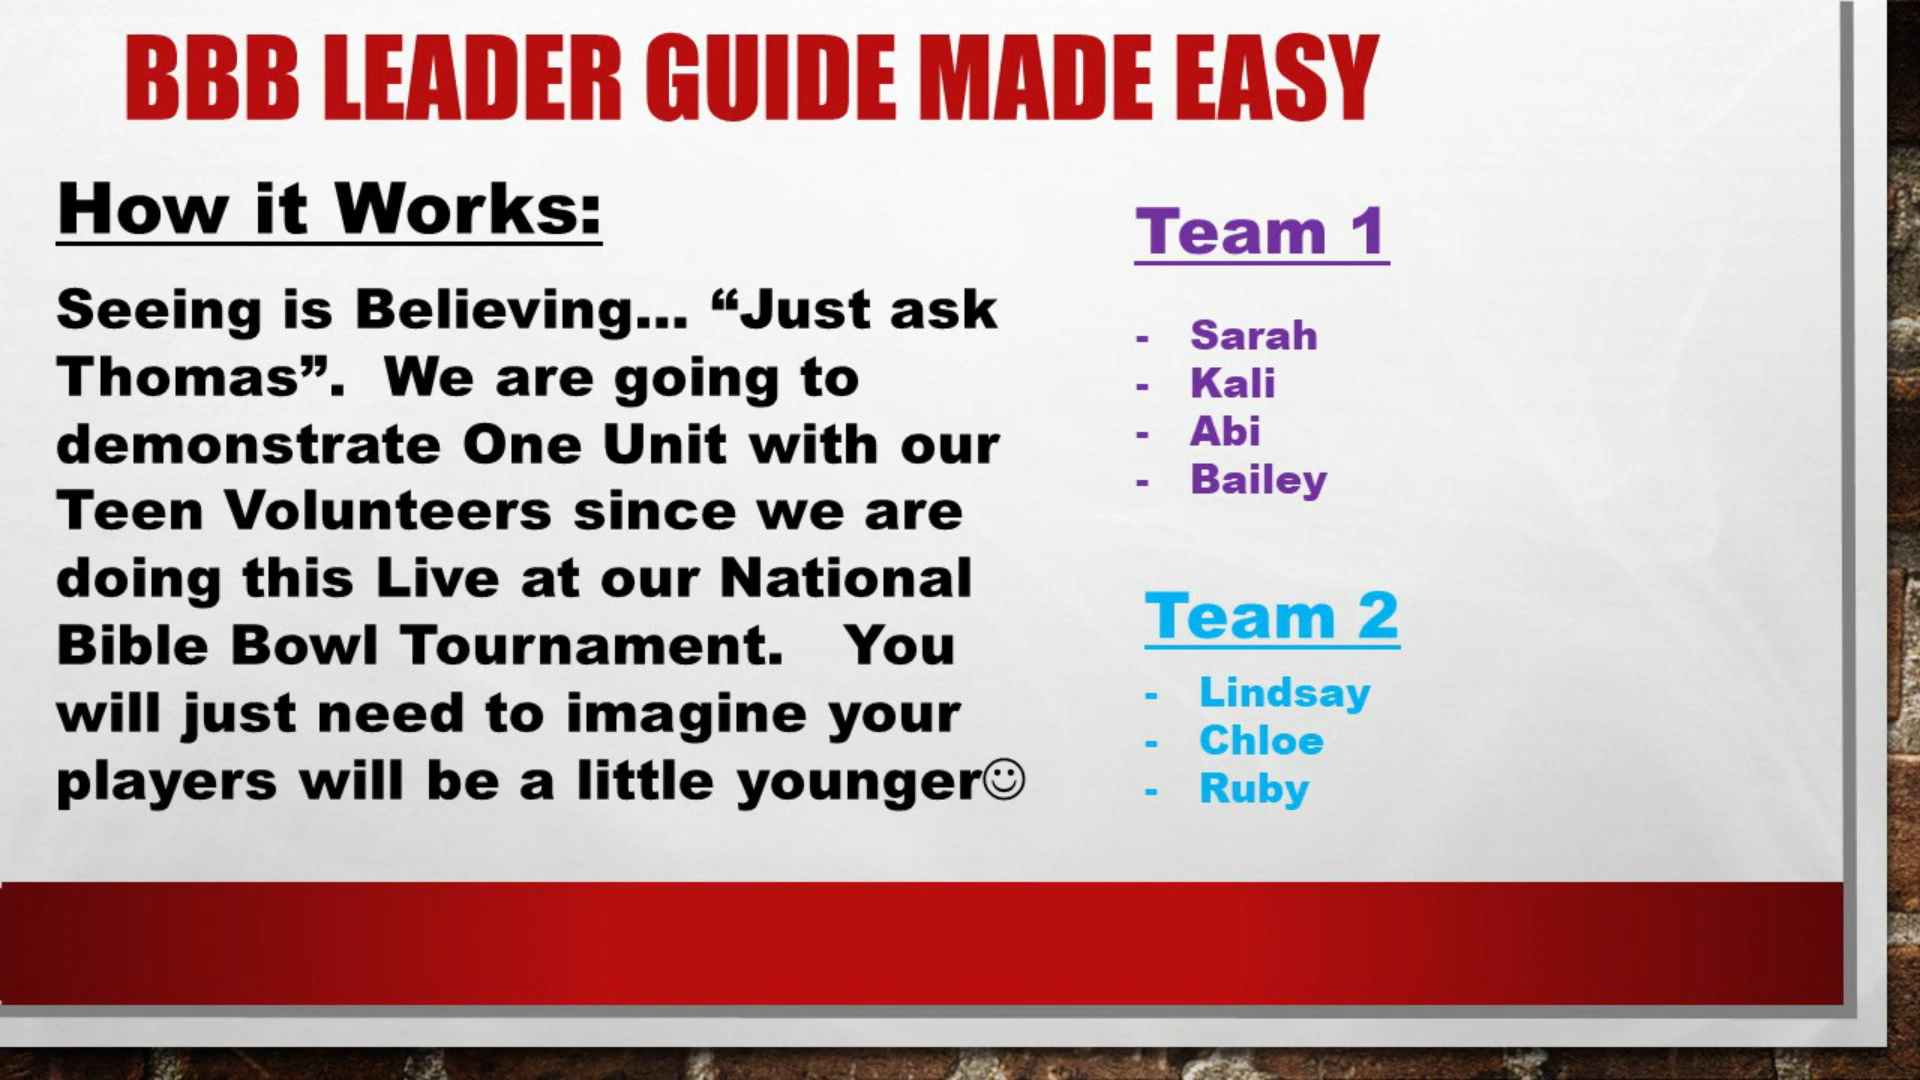 BBB LEADER GUIDE MADE EASY
How it Works:
Seeing is Believing... “Just ask
Thomas”.  We are going to
demonstrate One Unit with our
Teen Volunteers since we are
doing this Live at our National
Bible Bowl Tournament.   You
will just need to imagine your
players will be a little younger☺
Team 1
- Sarah
- Kali
- Abi
- Bailey
Team 2
- Lindsay
- Chloe
- Ruby